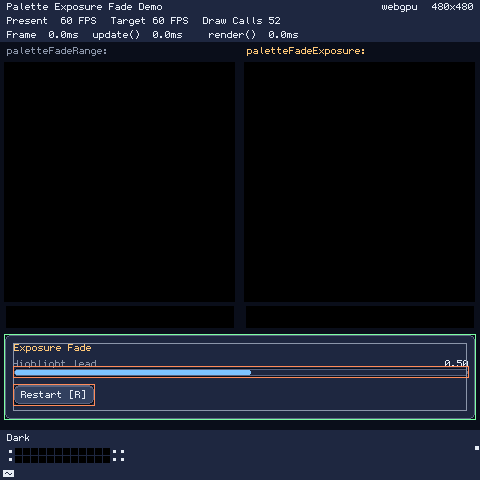 Palette Exposure Fade Demo webgpu 480x480
Present 60 FPS Target 60 FPS Draw Calls 52
Frame 0.0ms update() 0.0ms render() 0.0ms
paletteFadeRange: paletteFadeExposure:
Exposure Fade
Highlight lead 0.50
Restart [R]
Dark